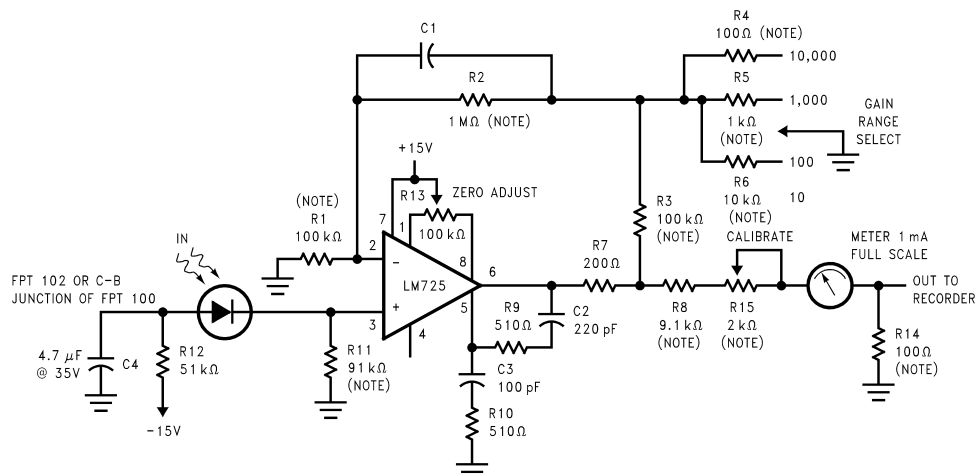 C1
R2
1 MΩ (NOTE)
R4
100Ω (NOTE)
10,000
R5
1,000
1 kΩ
(NOTE)
GAIN
RANGE
SELECT
100
R6
10 kΩ
(NOTE)
10
+15V
R13
ZERO ADJUST
100 kΩ
(NOTE)
R1
100 kΩ
7
1
2
8
LM725
6
5
3
4
–
+
R3
100 kΩ
(NOTE)
CALIBRATE
METER 1 mA
FULL SCALE
IN
FPT 102 OR C-B
JUNCTION OF FPT 100
R7
200Ω
OUT TO
RECORDER
R9
510Ω
C2
220 pF
R8
9.1 kΩ
(NOTE)
R15
2 kΩ
(NOTE)
R14
100Ω
(NOTE)
4.7 μF
@ 35V
C4
R12
51 kΩ
R11
91 kΩ
(NOTE)
C3
100 pF
R10
510Ω
-15V